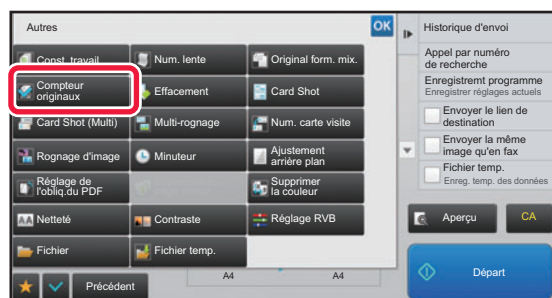 Autres
OK
Const. travail
Num. lente
Original form. mix.
Compteur
originaux
Effacement
Card Shot
Card Shot (Multi)
Multi-rognage
Num. carte visite
Rognage d'image
Minuteur
Ajustement
arrière plan
Réglage de
l'obliq.du PDF
Supprimer
la couleur
AA Netteté
Contraste
Réglage RVB
Fichier
Fichier temp.
Précédent
A4
A4
Historique d'envoi
Appel par numéro
de recherche
Enregistremt programme
Enregistrer réglages actuels
Envoyer le lien de
destination
Envoyer la même
image qu'en fax
Fichier temp.
Enreg. temp. des données
Aperçu
CA
Départ